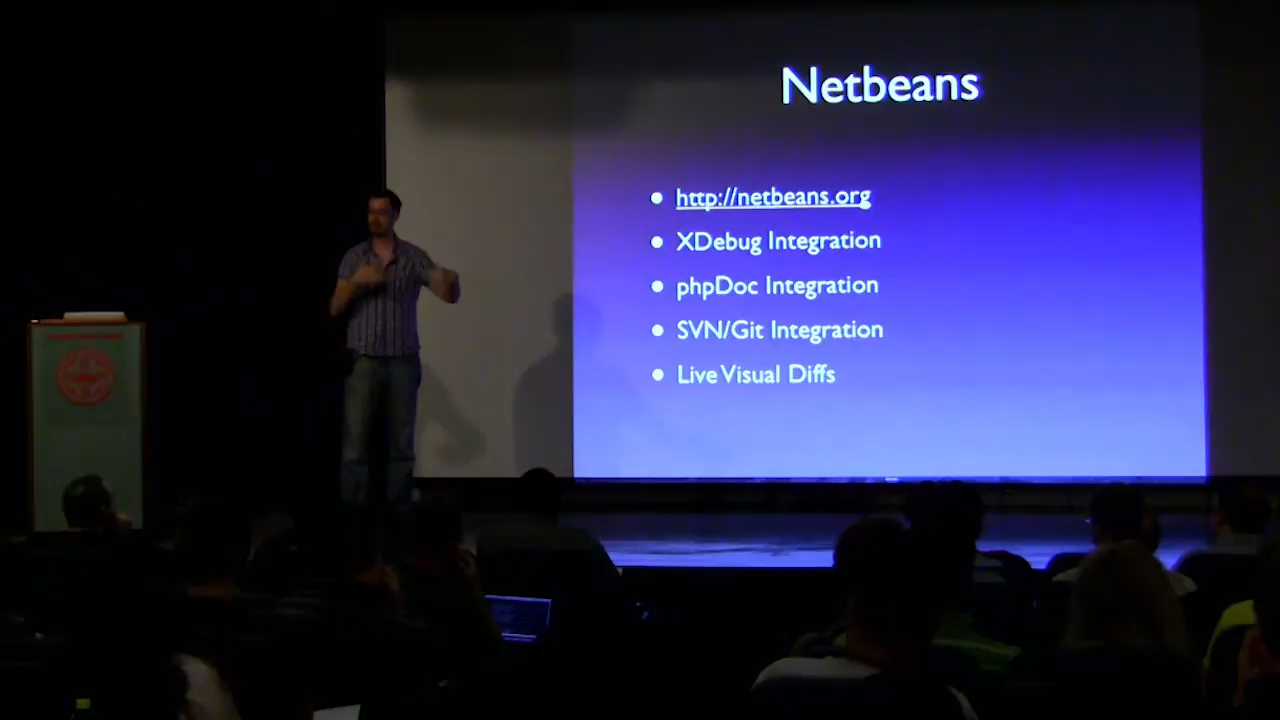 Netbeans
http://netbeans.org
XDebug Integration
phpDoc Integration
SVN/Git Integration
Live Visual Diffs